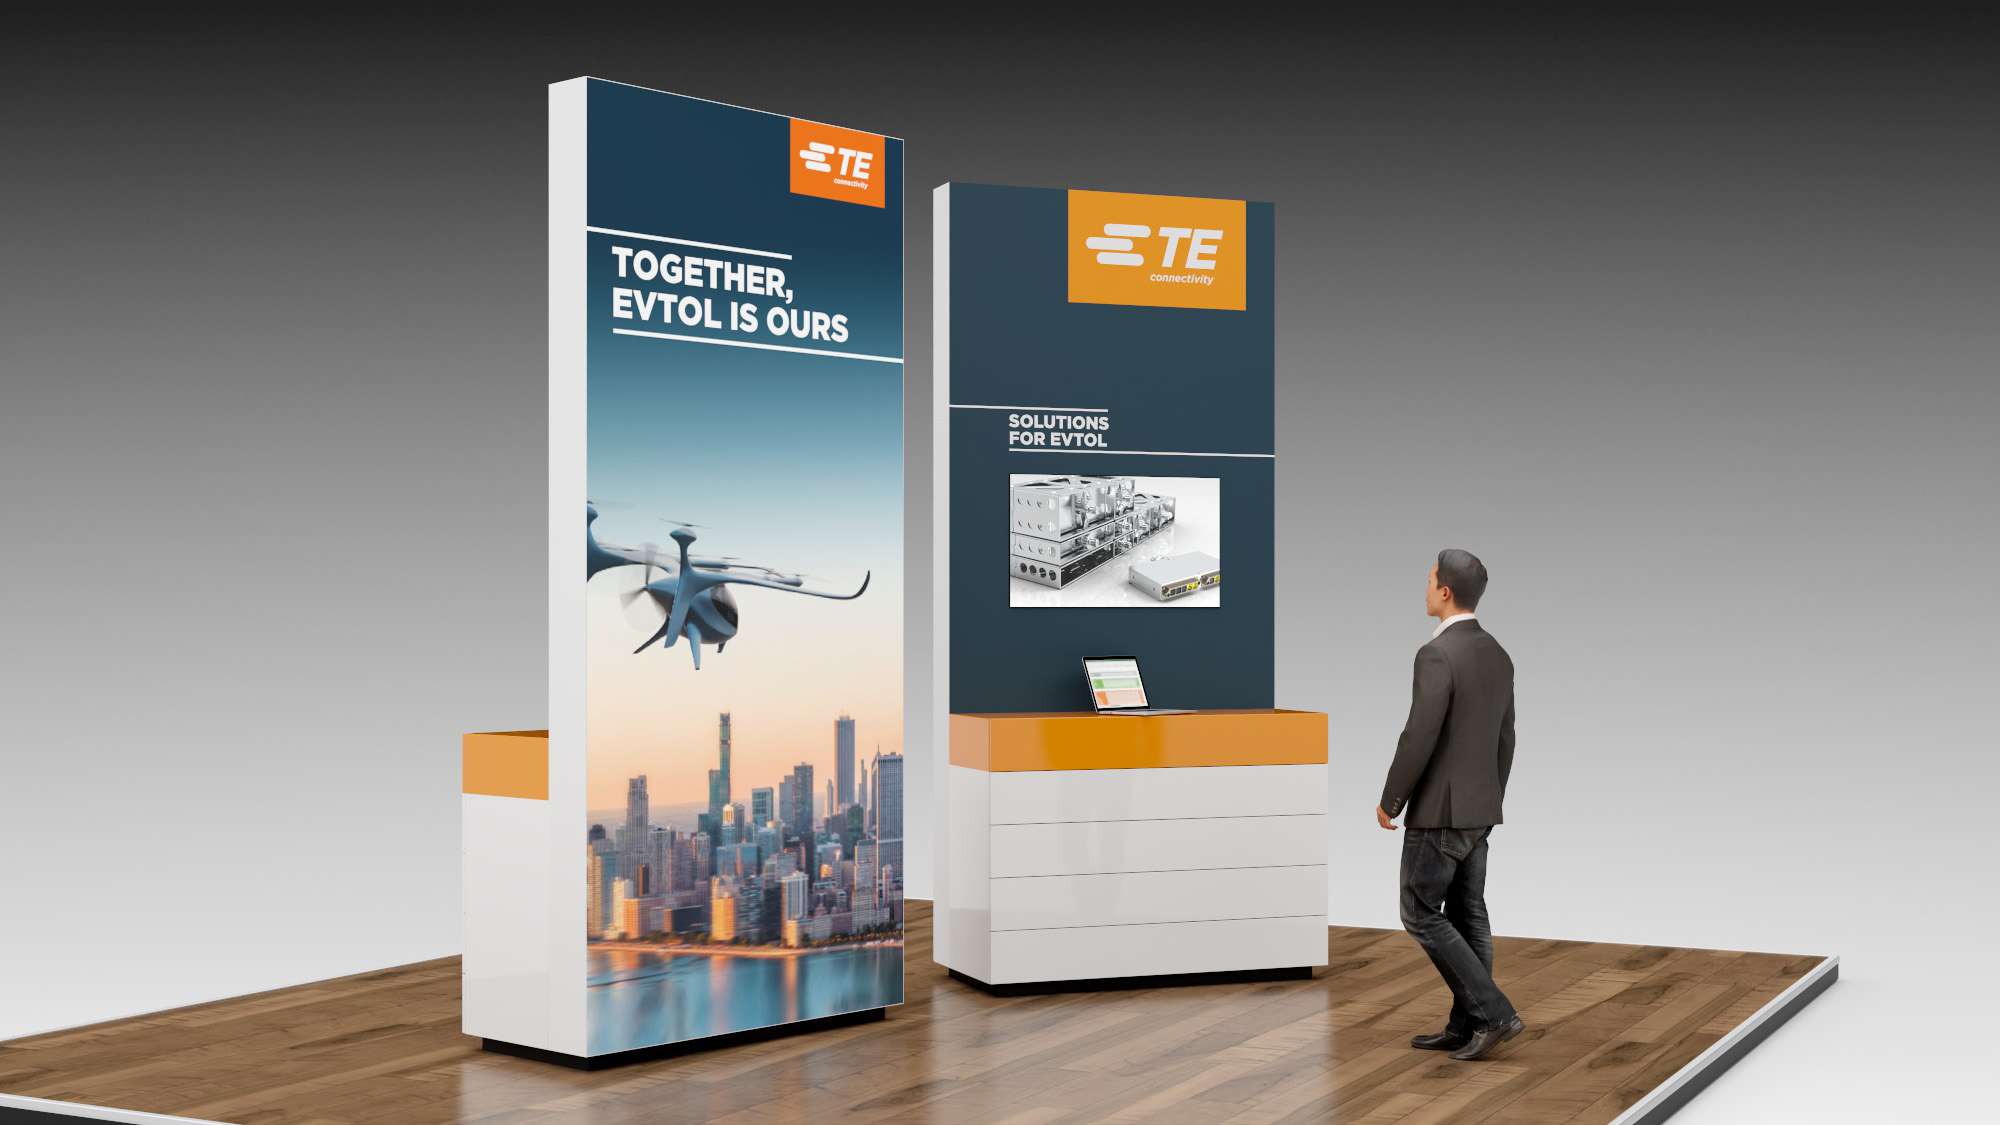 TE
connectivity
TOGETHER,
EVTOL IS OURS
TE
connectivity
SOLUTIONS
FOR EVTOL